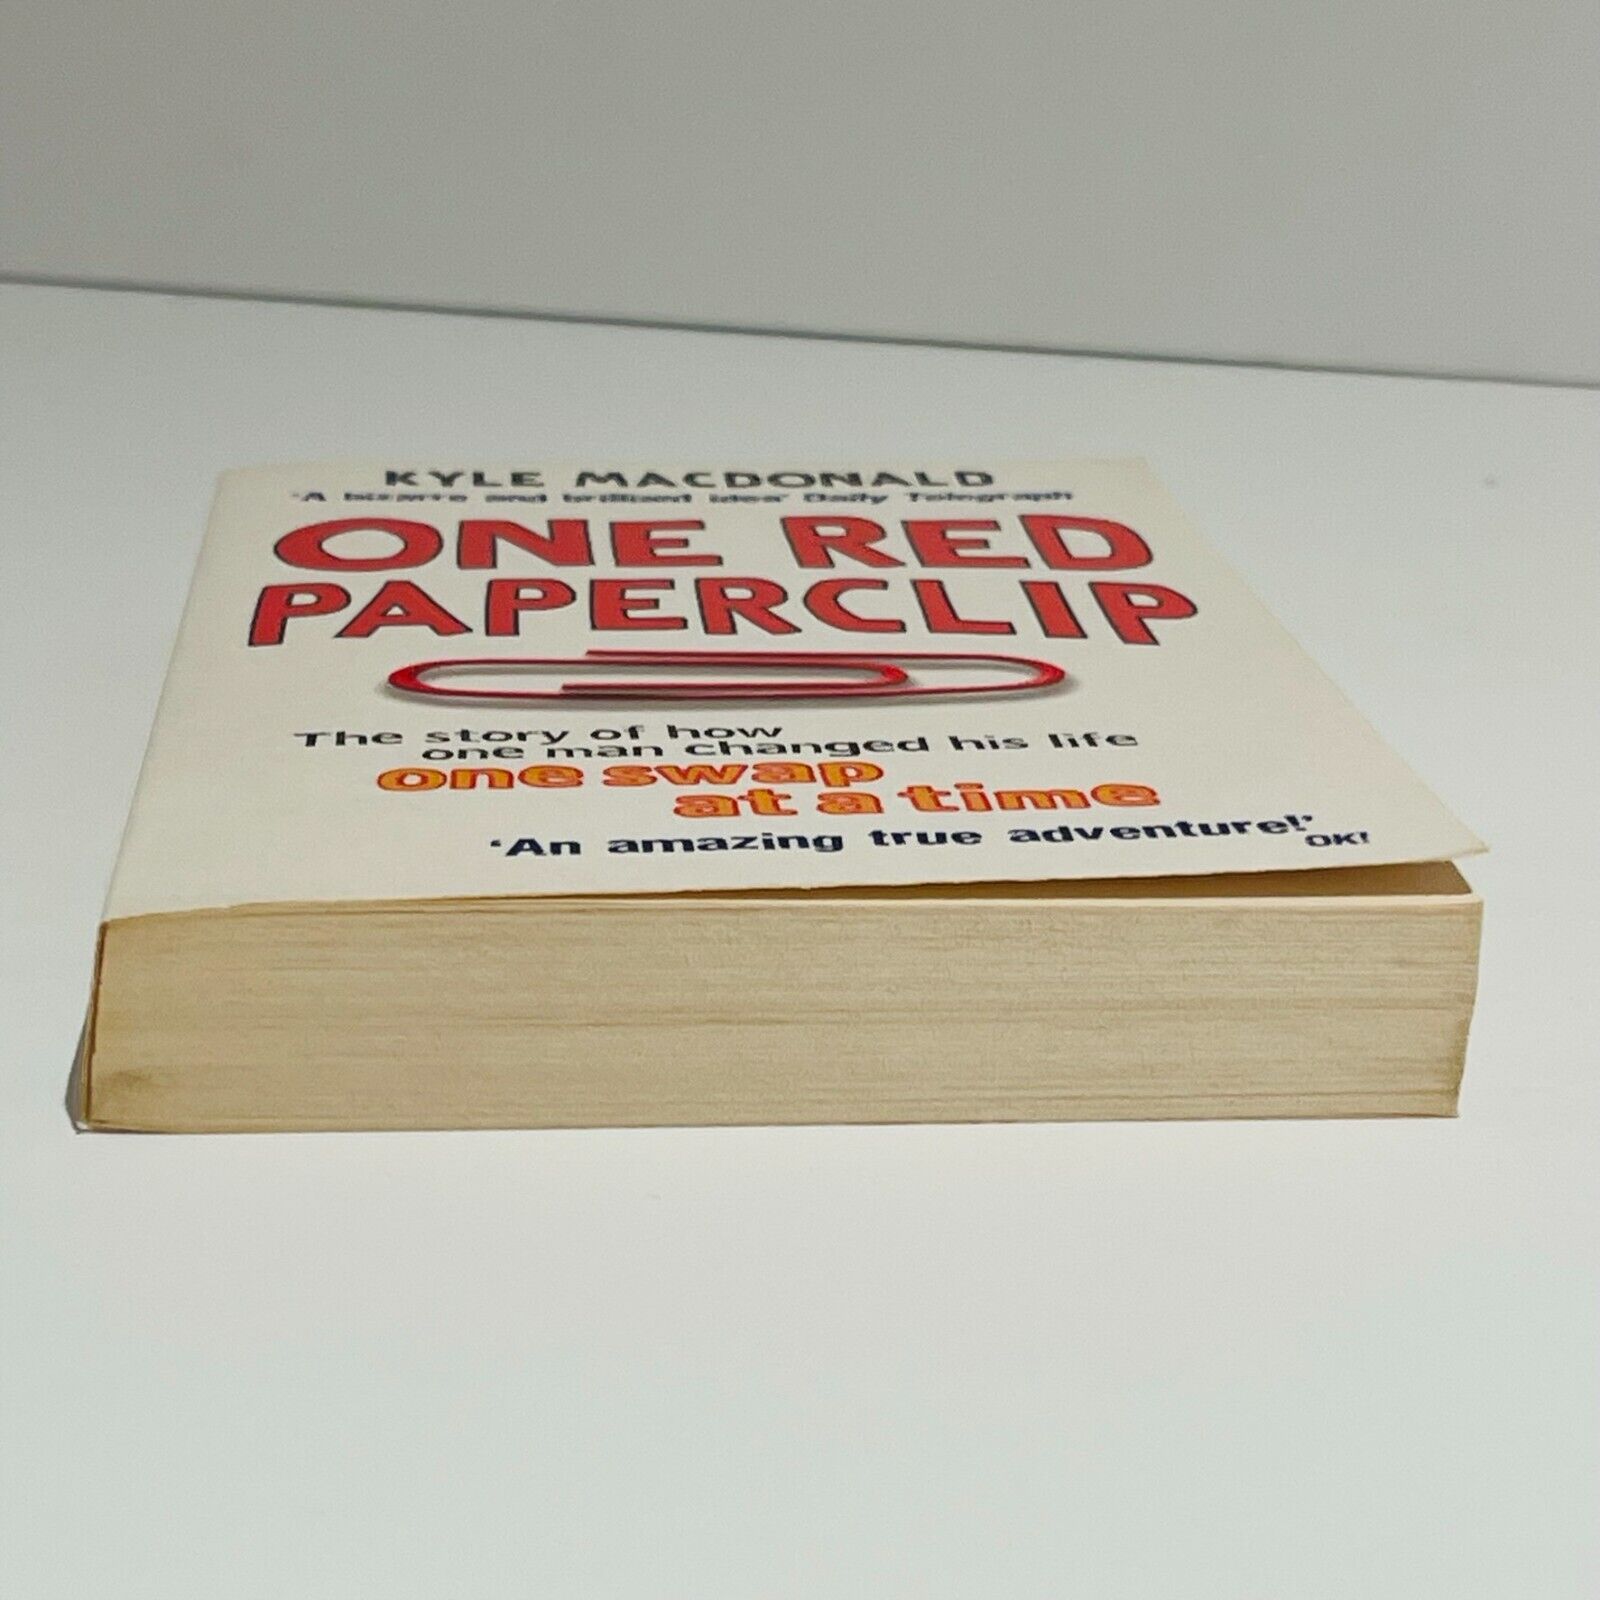 KYLE MACDONALD
'A bizarre and brilliant idea' Daily Telegraph
ONE RED
PAPERCLIP
The story of how
one man changed his life
one swap
at a time
'An amazing true adventure!'
OK!